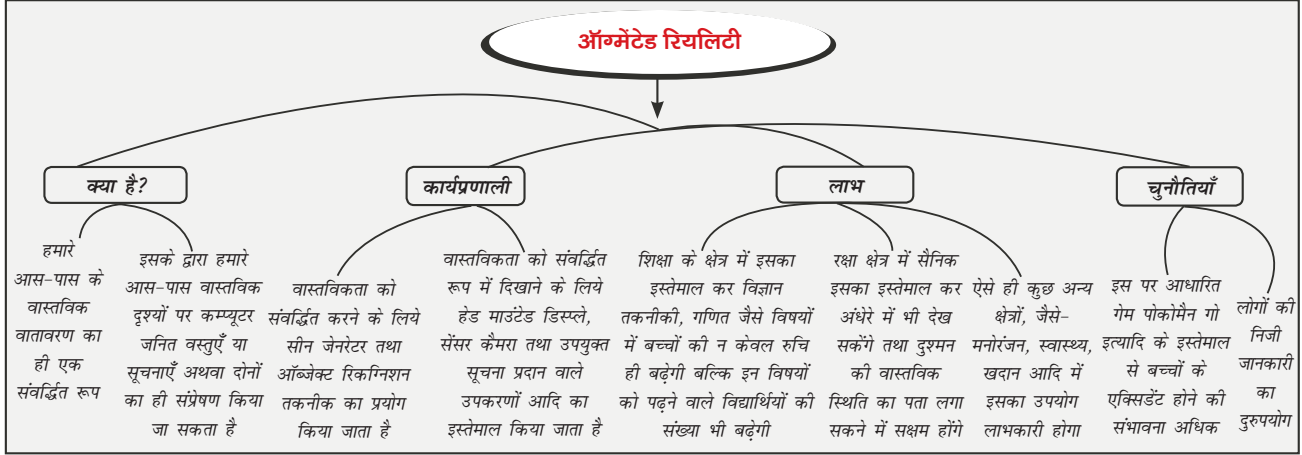 ऑग्मेंटेड रियलिटी
क्या है?
हमारे
आस-पास के
वास्तविक
वातावरण का
ही एक
संवर्द्धित रूप
इसके द्वारा हमारे
आस-पास वास्तविक
दृश्यों पर कम्प्यूटर
जनित वस्तुएँ या
सूचनाएँ अथवा दोनों
का ही संप्रेषण किया
जा सकता है
कार्यप्रणाली
वास्तविकता को
संवर्द्धित करने के लिये
सीन जेनरेटर तथा
ऑब्जेक्ट रिकग्निशन
तकनीक का प्रयोग
किया जाता है
वास्तविकता को संवर्द्धित
रूप में दिखाने के लिये
हेड माउंटेड डिस्प्ले,
सेंसर कैमरा तथा उपयुक्त
सूचना प्रदान वाले
उपकरणों आदि का
इस्तेमाल किया जाता है
लाभ
शिक्षा के क्षेत्र में इसका
इस्तेमाल कर विज्ञान
तकनीकी, गणित जैसे विषयों
में बच्चों की न केवल रुचि
ही बढ़ेगी बल्कि इन विषयों
को पढ़ने वाले विद्यार्थियों की
संख्या भी बढ़ेगी
रक्षा क्षेत्र में सैनिक
इसका इस्तेमाल कर
अंधेरे में भी देख
सकेंगे तथा दुश्मन
की वास्तविक
स्थिति का पता लगा
सकने में सक्षम होंगे
ऐसे ही कुछ अन्य
क्षेत्रों, जैसे-
मनोरंजन, स्वास्थ्य,
खदान आदि में
इसका उपयोग
लाभकारी होगा
चुनौतियाँ
इस पर आधारित
गेम पोकोमैन गो
इत्यादि के इस्तेमाल
से बच्चों के
एक्सिडेंट होने की
संभावना अधिक
लोगों की
निजी
जानकारी
का
दुरुपयोग